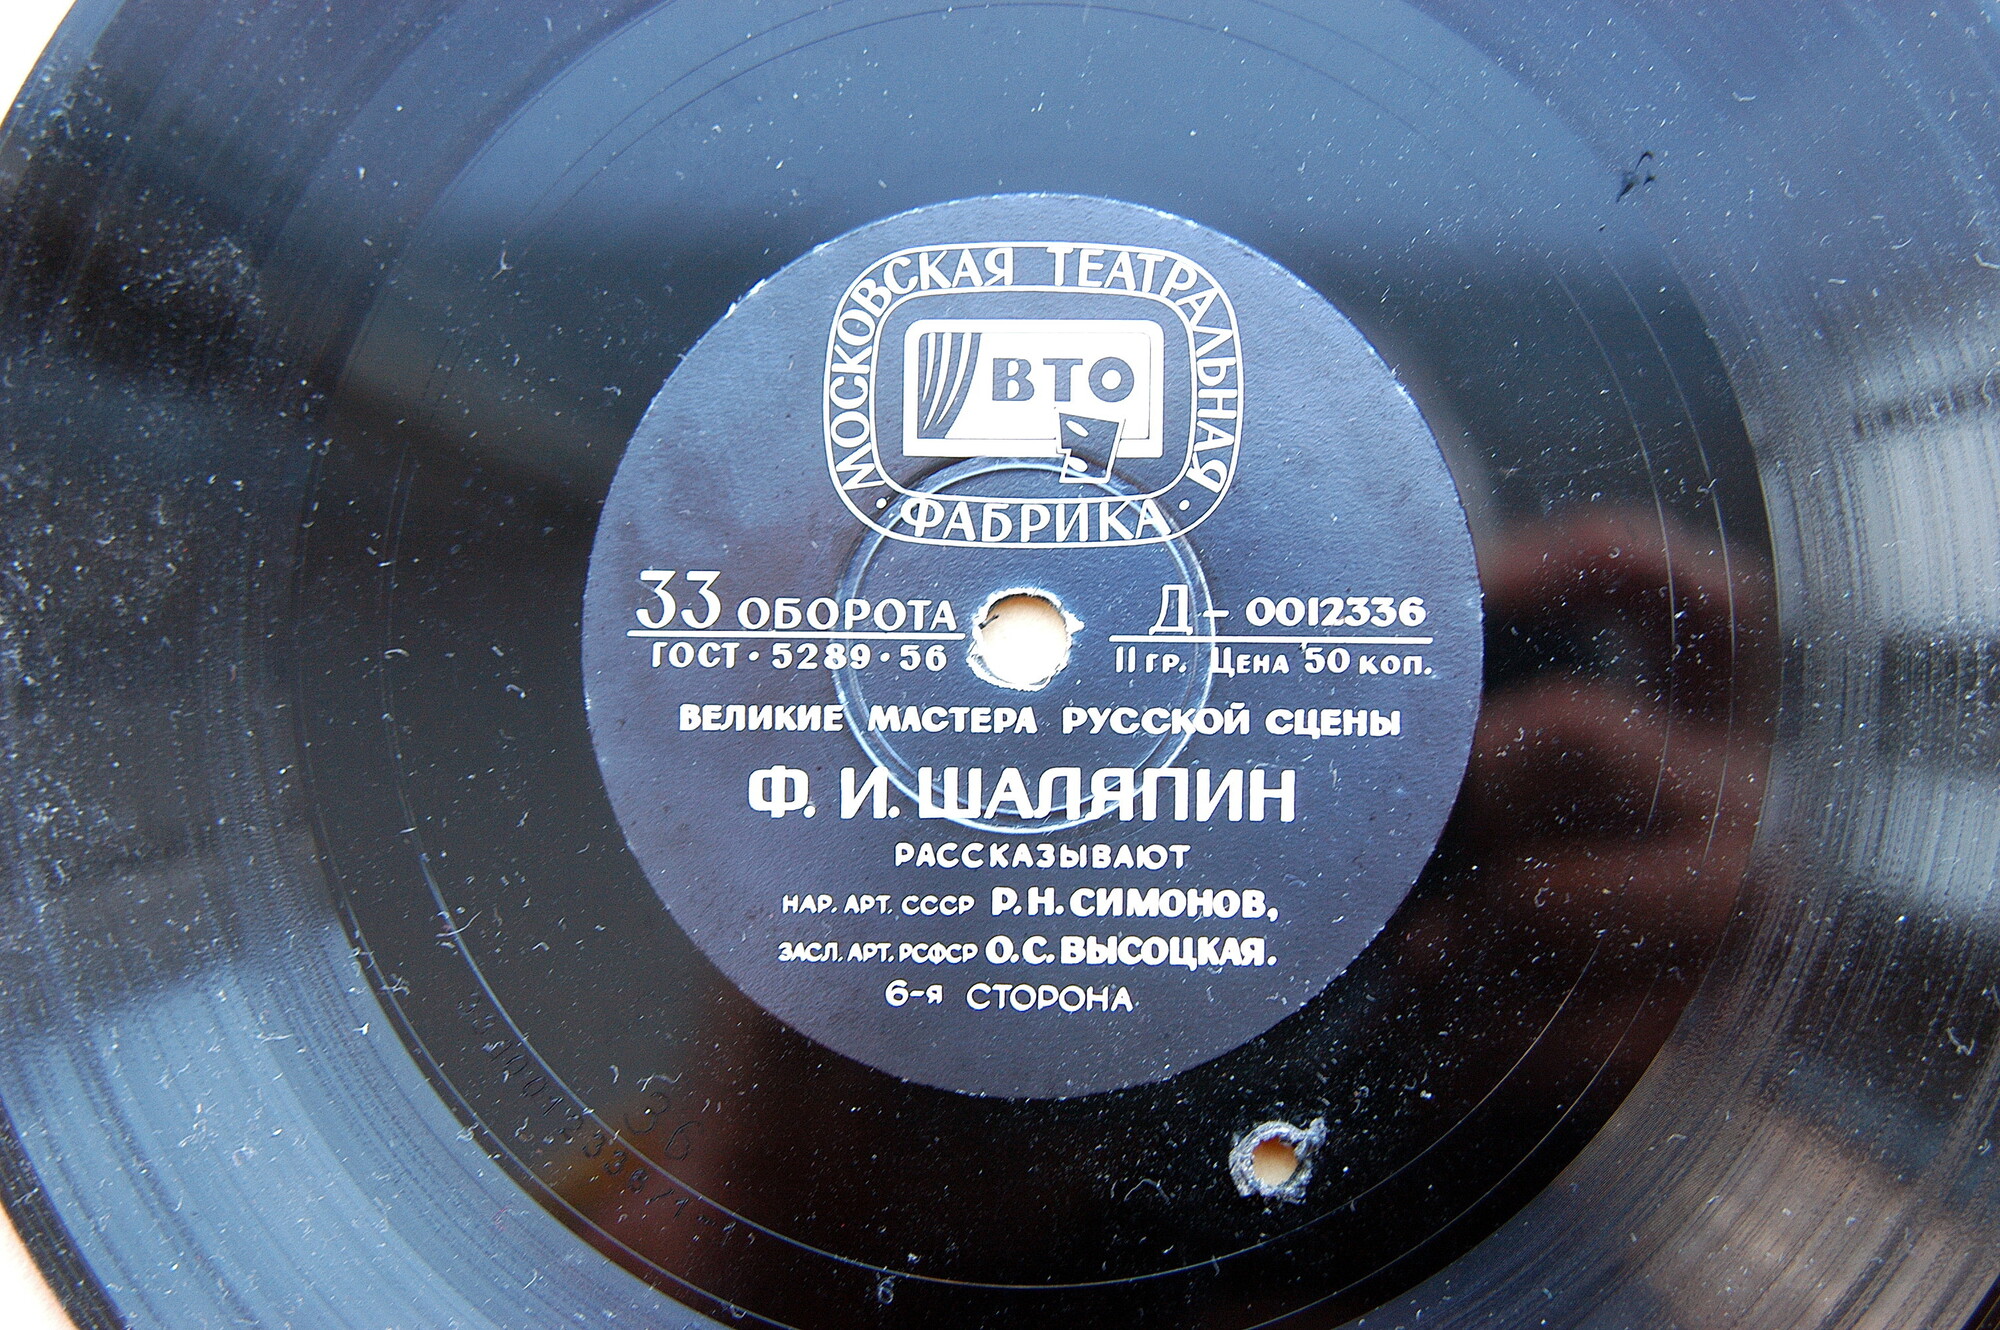 МОСКОВСКАЯ ТЕАТРАЛЬНАЯ
ВТО
· ФАБРИКА ·
33 ОБОРОТА
ГОСТ · 5289 · 56
Д – 0012336
II ГР. ЦЕНА 50 КОП.
ВЕЛИКИЕ МАСТЕРА РУССКОЙ СЦЕНЫ
Ф. И. ШАЛЯПИН
РАССКАЗЫВАЮТ
НАР. АРТ. СССР Р. Н. СИМОНОВ,
ЗАСЛ. АРТ. РСФСР О. С. ВЫСОЦКАЯ.
6-Я СТОРОНА
36